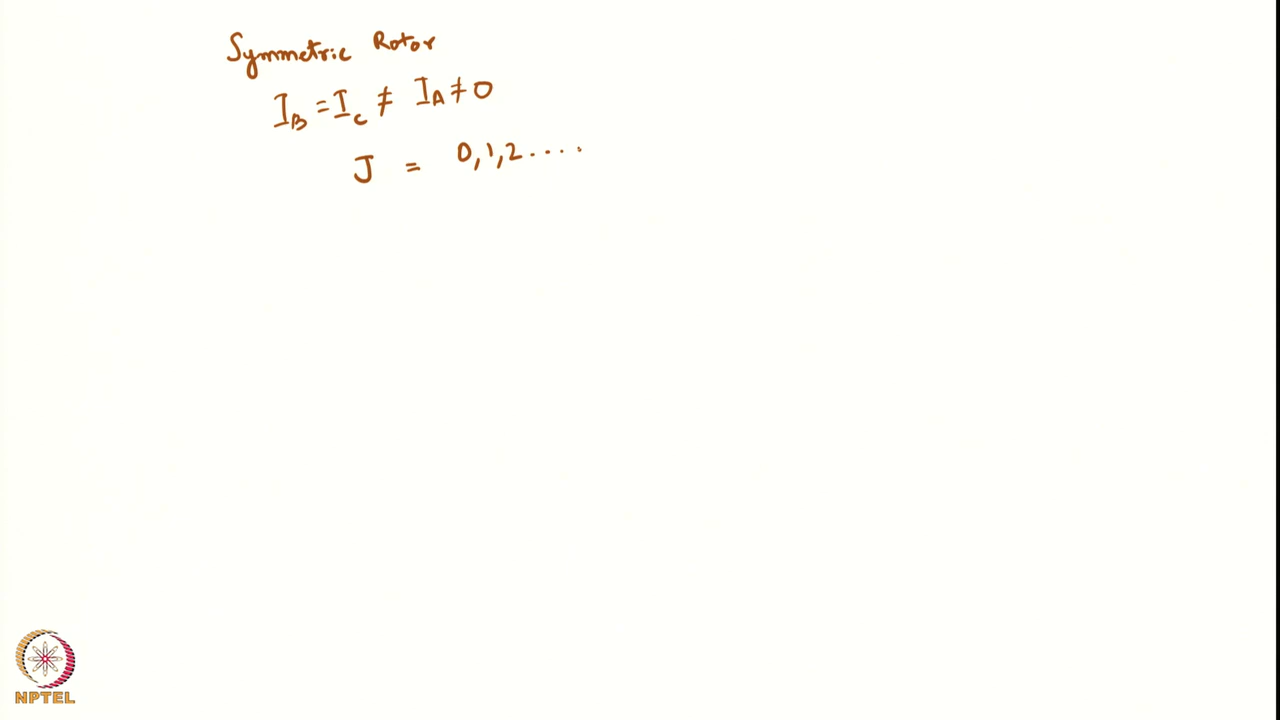 Symmetric Rotor
I_B = I_C ≠ I_A ≠ 0
J = 0, 1, 2 .....
NPTEL